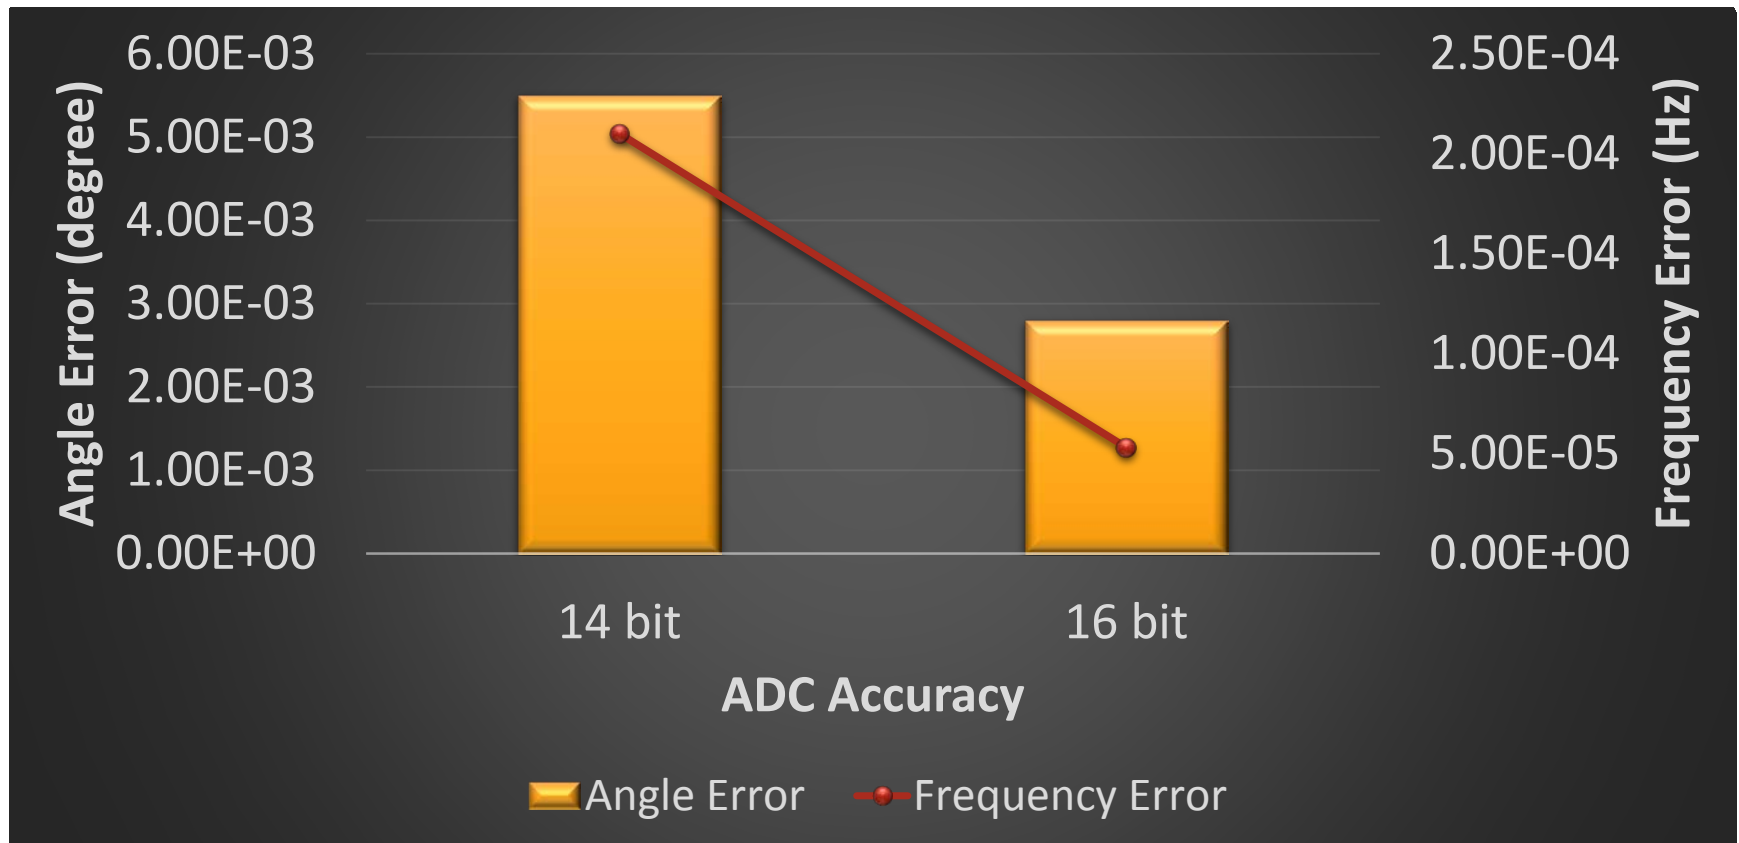 Angle Error (degree)
6.00E-03
5.00E-03
4.00E-03
3.00E-03
2.00E-03
1.00E-03
0.00E+00
2.50E-04
2.00E-04
1.50E-04
1.00E-04
5.00E-05
0.00E+00
Frequency Error (Hz)
14 bit
16 bit
ADC Accuracy
Angle Error
Frequency Error